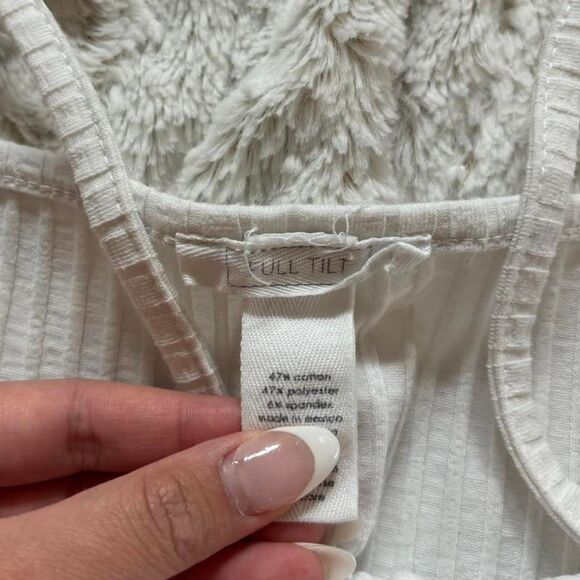 FULL TILT
47% cotton
47% polyester
6% spandex
made in mexico